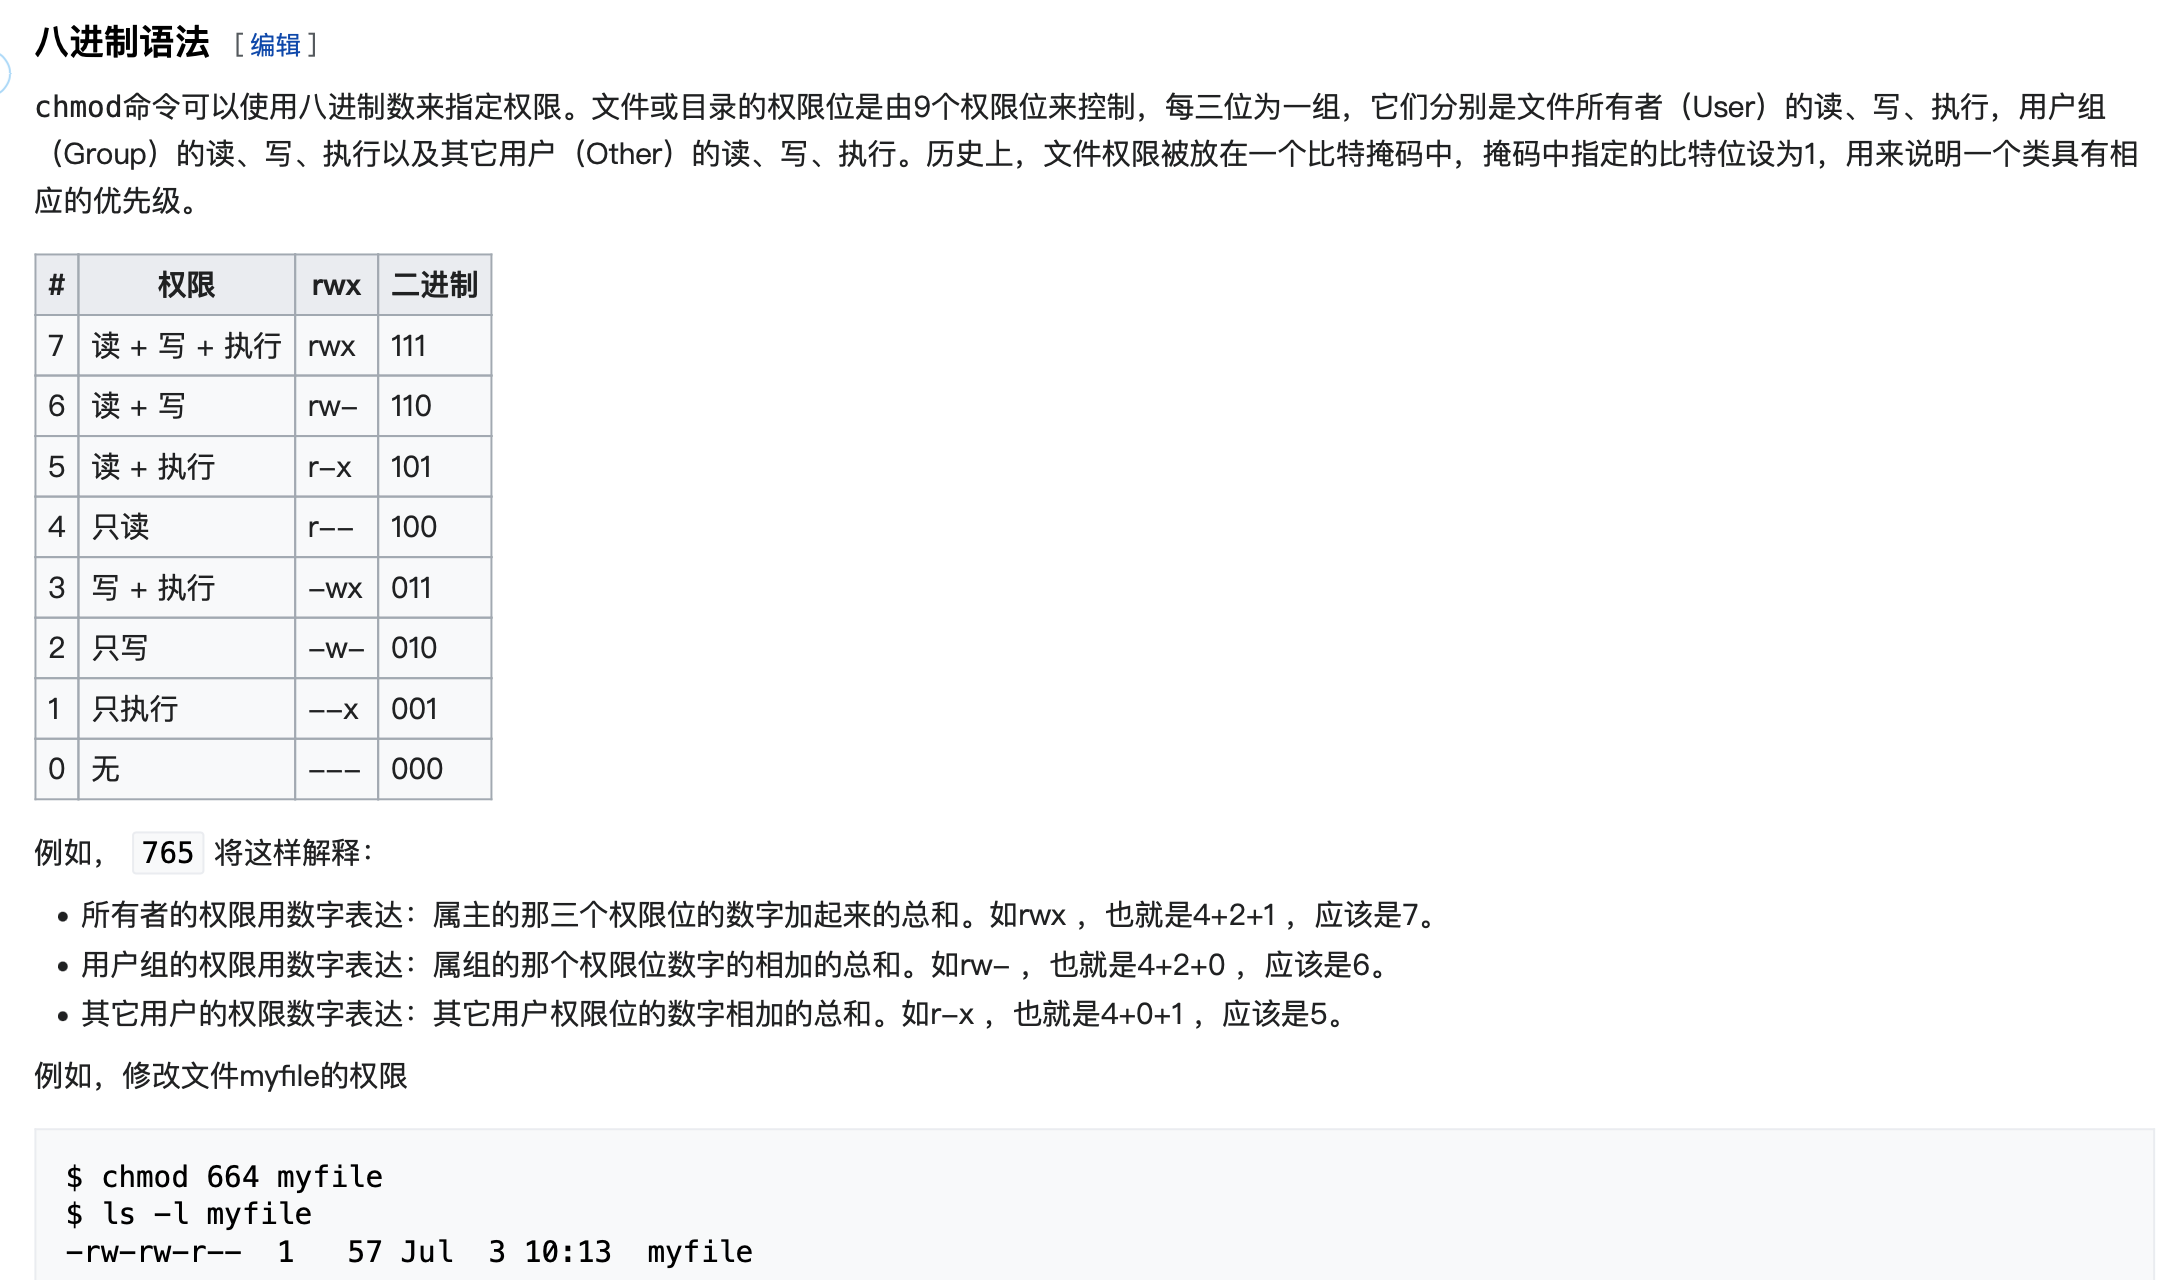 八进制语法 [编辑]
chmod命令可以使用八进制数来指定权限。文件或目录的权限位是由9个权限位来控制，每三位为一组，它们分别是文件所有者（User）的读、写、执行，用户组
（Group）的读、写、执行以及其它用户（Other）的读、写、执行。历史上，文件权限被放在一个比特掩码中，掩码中指定的比特位设为1，用来说明一个类具有相
应的优先级。
# 权限 rwx 二进制
7 读 + 写 + 执行 rwx 111
6 读 + 写 rw- 110
5 读 + 执行 r-x 101
4 只读 r-- 100
3 写 + 执行 -wx 011
2 只写 -w- 010
1 只执行 --x 001
0 无 --- 000
例如， 765 将这样解释：
• 所有者的权限用数字表达：属主的那三个权限位的数字加起来的总和。如rwx ，也就是4+2+1 ，应该是7。
• 用户组的权限用数字表达：属组的那个权限位数字的相加的总和。如rw- ，也就是4+2+0 ，应该是6。
• 其它用户的权限数字表达：其它用户权限位的数字相加的总和。如r-x ，也就是4+0+1 ，应该是5。
例如，修改文件myfile的权限
$ chmod 664 myfile
$ ls -l myfile
-rw-rw-r--  1   57 Jul  3 10:13  myfile